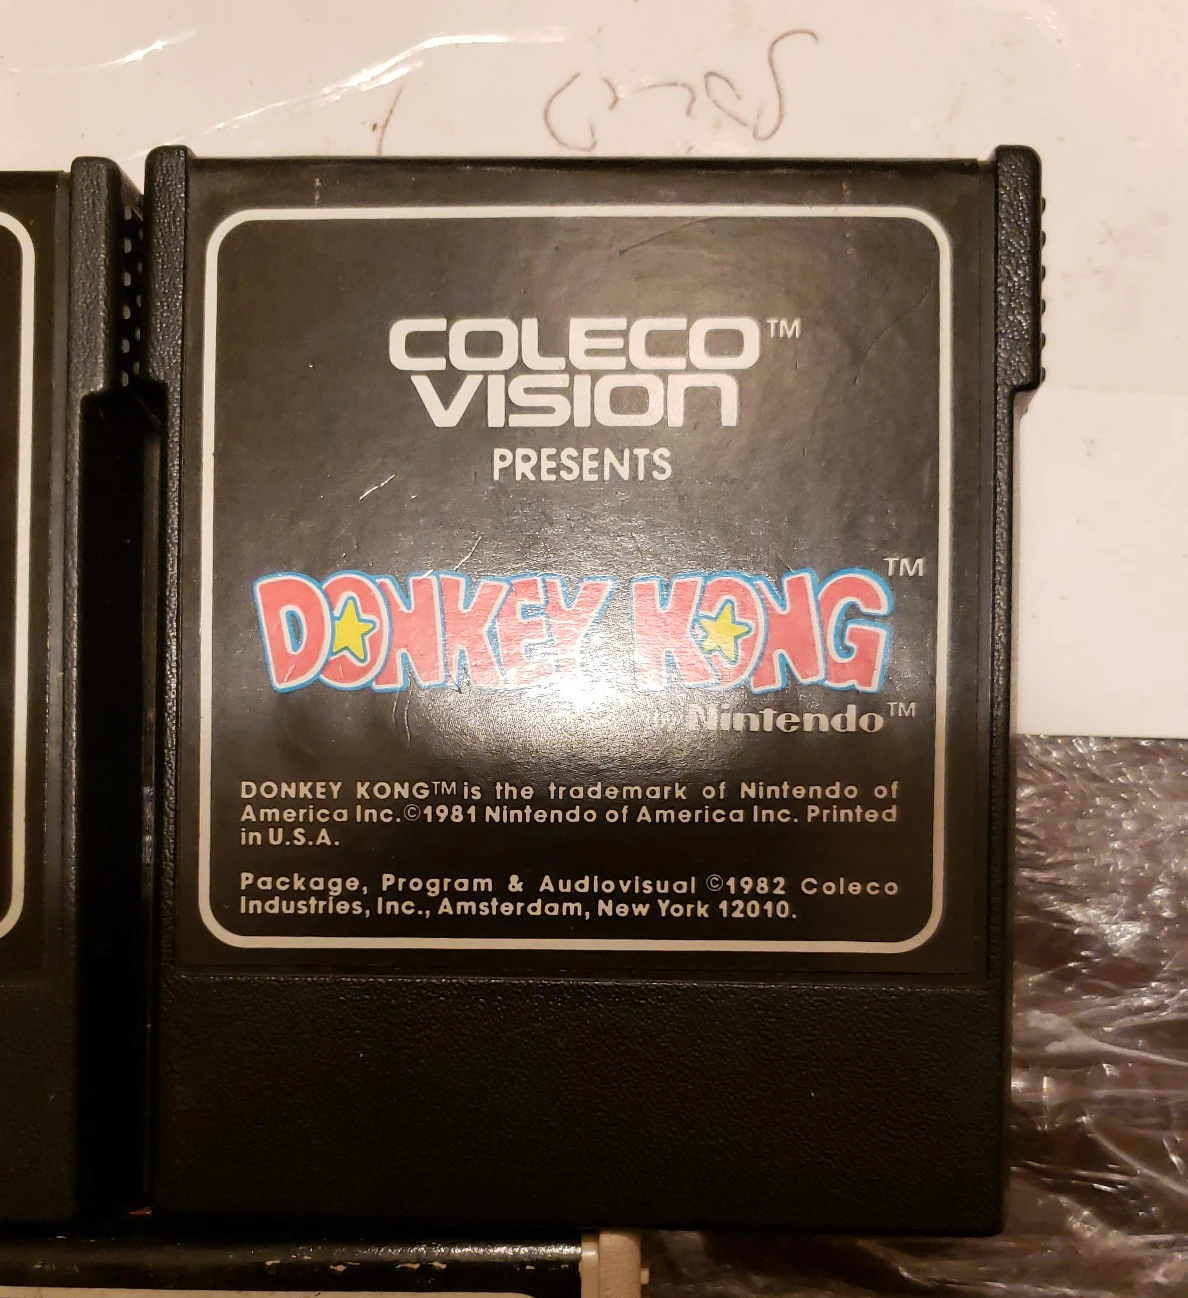 COLECO™
VISION
PRESENTS
DONKEY KONG™
by Nintendo™
DONKEY KONG™ is the trademark of Nintendo of
America Inc. ©1981 Nintendo of America Inc. Printed
in U.S.A.
Package, Program & Audiovisual ©1982 Coleco
Industries, Inc., Amsterdam, New York 12010.